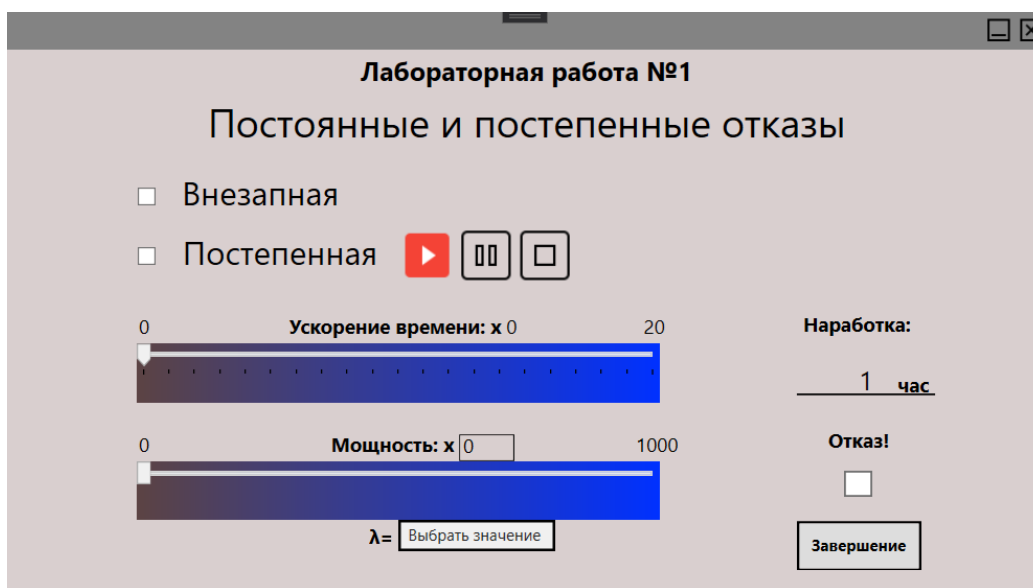 Лабораторная работа №1
Постоянные и постепенные отказы
Внезапная
Постепенная
0 Ускорение времени: x 0 20
Наработка:
1 час
0 Мощность: x 0 1000
Отказ!
λ= Выбрать значение
Завершение